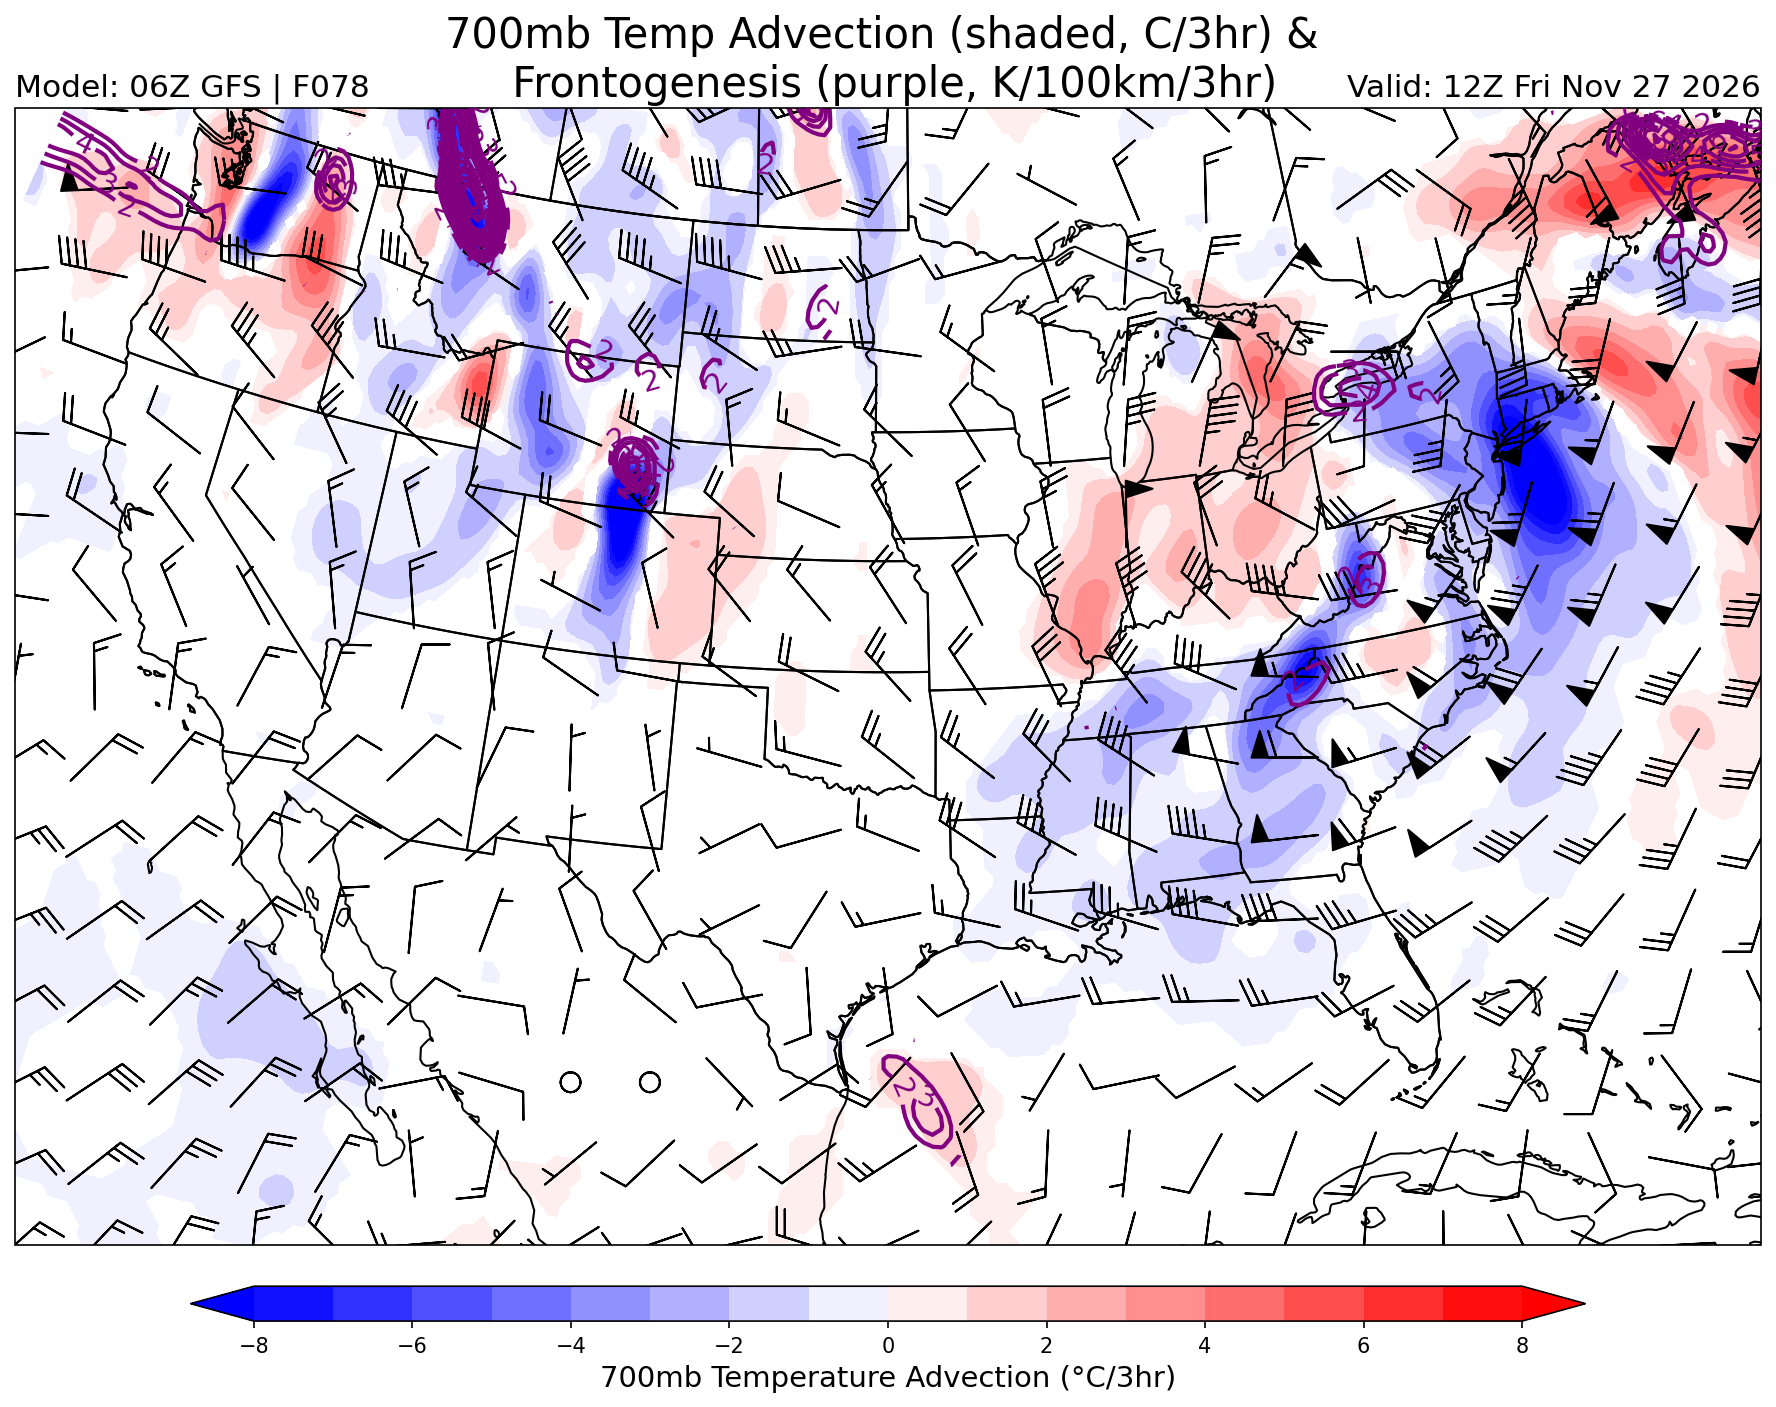 700mb Temp Advection (shaded, C/3hr) &
Frontogenesis (purple, K/100km/3hr)
Model: 06Z GFS | F078
Valid: 12Z Fri Nov 27 2026
−8 −6 −4 −2 0 2 4 6 8
700mb Temperature Advection (°C/3hr)